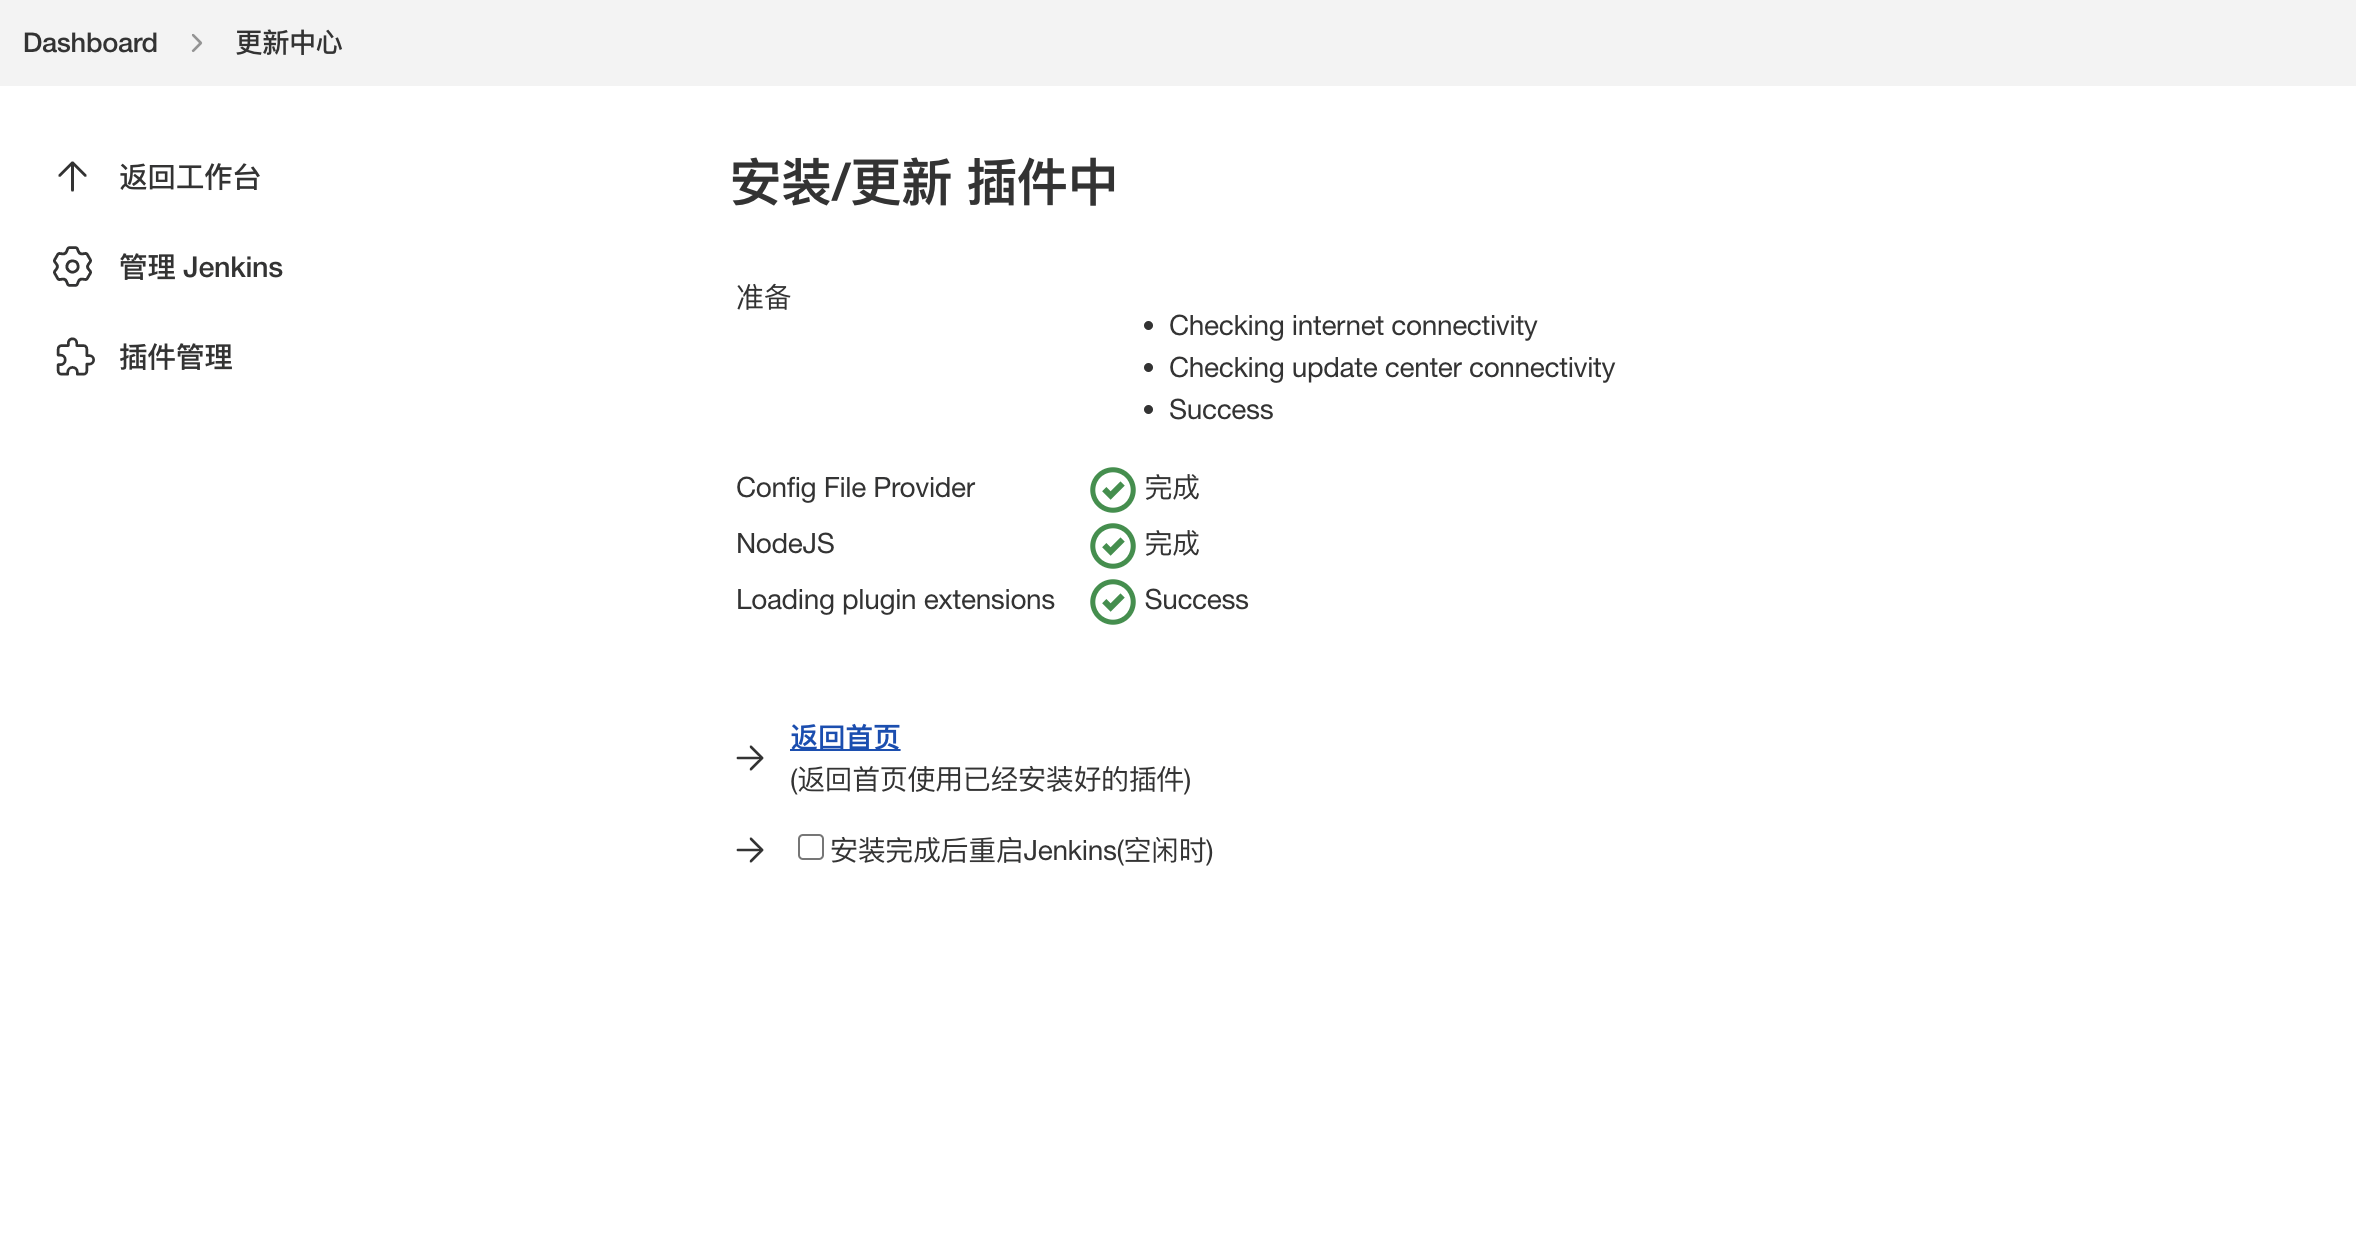 Dashboard 更新中心
返回工作台
管理 Jenkins
插件管理
安装/更新 插件中
准备
Checking internet connectivity
Checking update center connectivity
Success
Config File Provider 完成
NodeJS 完成
Loading plugin extensions Success
返回首页
(返回首页使用已经安装好的插件)
安装完成后重启Jenkins(空闲时)